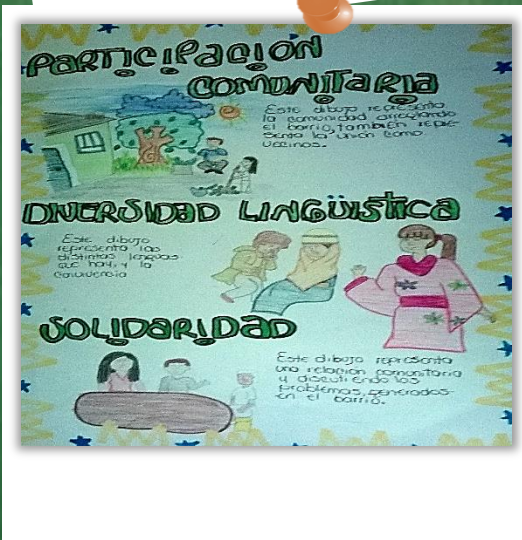 PARTICIPACIÓN
COMUNITARIA
Este dibujo representa
la comunidad arreglando
el barrio, también repre-
senta la unión como
vecinos.
DIVERSIDAD LINGÜISTICA
Este dibujo
representa las
distintas lenguas
que hay, y la
convivencia
SOLIDARIDAD
Este dibujo representa
una relación comunitaria
y discutiendo los
problemas, generados
en el barrio.